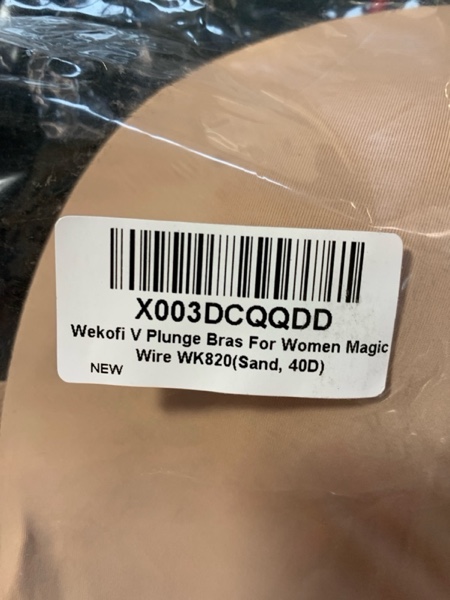 X003DCQQDD
Wekofi V Plunge Bras For Women Magic
Wire WK820(Sand, 40D)
NEW